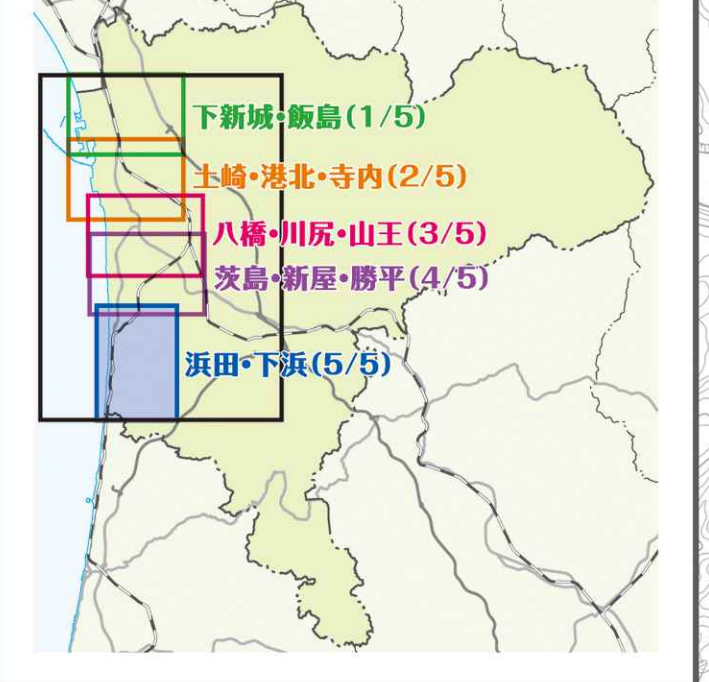 下新城・飯島(1/5)
土崎・港北・寺内(2/5)
八橋・川尻・山王(3/5)
茨島・新屋・勝平(4/5)
浜田・下浜(5/5)